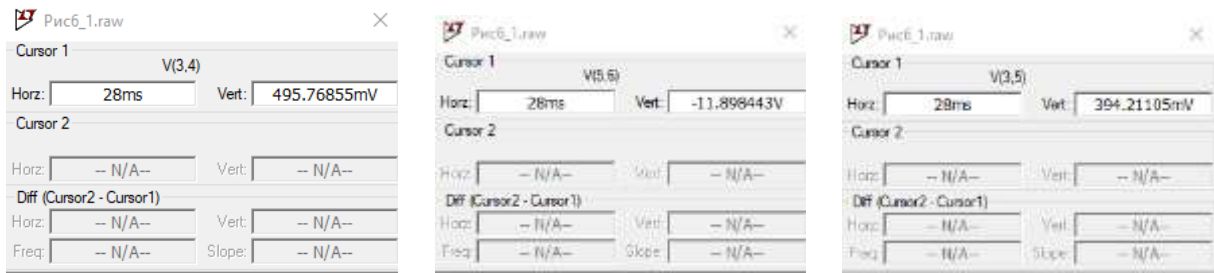 Рис6_1.raw
Cursor 1
V(3,4)
Horz: 28ms Vert: 495.76855mV
Cursor 2
Horz: -- N/A-- Vert: -- N/A--
Diff (Cursor2 - Cursor1)
Horz: -- N/A-- Vert: -- N/A--
Freq: -- N/A-- Slope: -- N/A--
Рис6_1.raw
Cursor 1
V(5,6)
Horz: 28ms Vert: -11.898443V
Cursor 2
Horz: -- N/A-- Vert: -- N/A--
Diff (Cursor2 - Cursor1)
Horz: -- N/A-- Vert: -- N/A--
Freq: -- N/A-- Slope: -- N/A--
Рис6_1.raw
Cursor 1
V(3,5)
Horz: 28ms Vert: 394.21105mV
Cursor 2
Horz: -- N/A-- Vert: -- N/A--
Diff (Cursor2 - Cursor1)
Horz: -- N/A-- Vert: -- N/A--
Freq: -- N/A-- Slope: -- N/A--